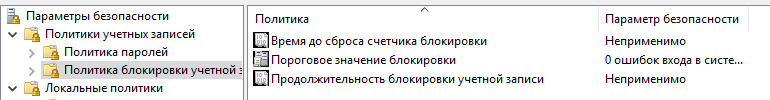 Параметры безопасности
Политики учетных записей
Политика паролей
Политика блокировки учетной з
Локальные политики
Политика Параметр безопасности
Время до сброса счетчика блокировки Неприменимо
Пороговое значение блокировки 0 ошибок входа в систе...
Продолжительность блокировки учетной записи Неприменимо